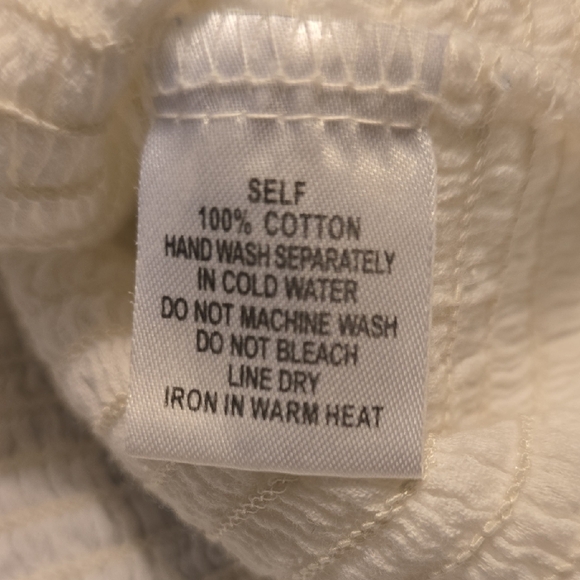 SELF
100% COTTON
HAND WASH SEPARATELY
IN COLD WATER
DO NOT MACHINE WASH
DO NOT BLEACH
LINE DRY
IRON IN WARM HEAT